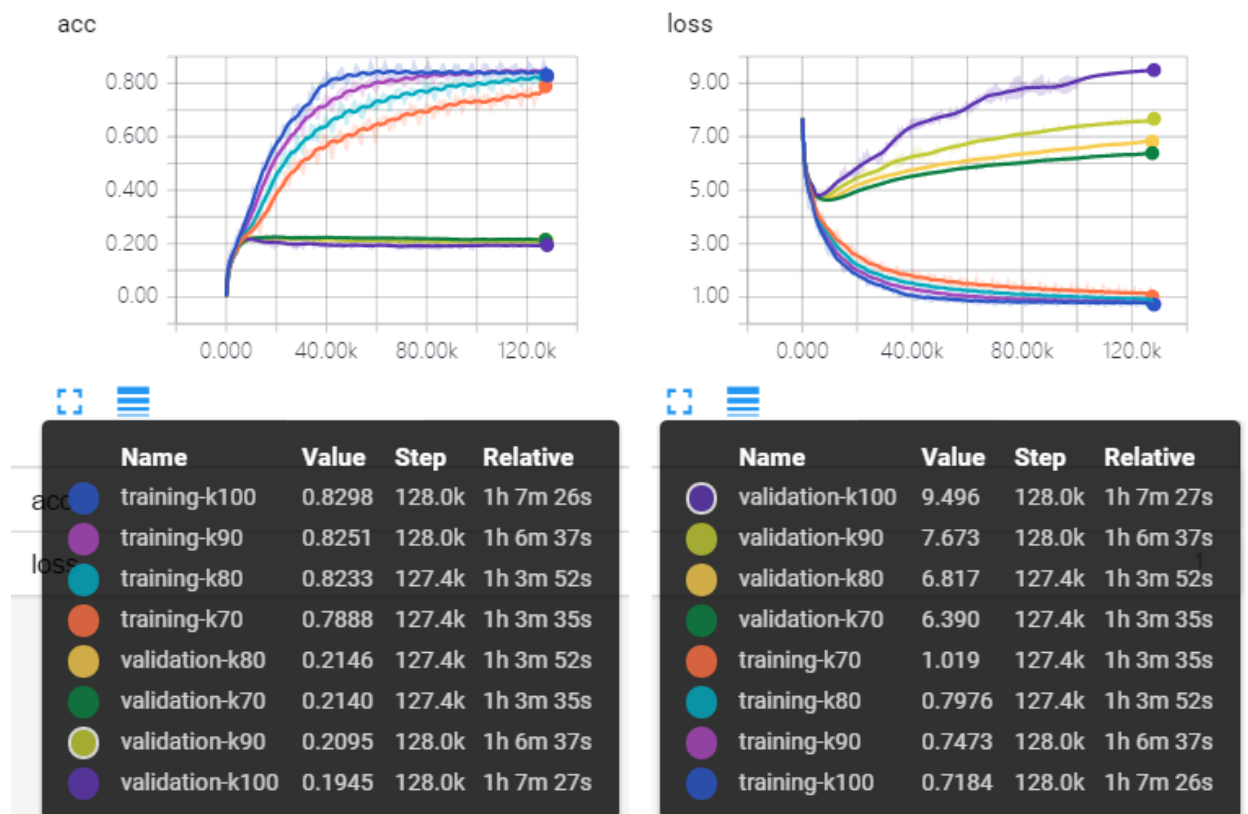 acc
0.800
0.600
0.400
0.200
0.00
0.000 40.00k 80.00k 120.0k
Name Value Step Relative
training-k100 0.8298 128.0k 1h 7m 26s
training-k90 0.8251 128.0k 1h 6m 37s
training-k80 0.8233 127.4k 1h 3m 52s
training-k70 0.7888 127.4k 1h 3m 35s
validation-k80 0.2146 127.4k 1h 3m 52s
validation-k70 0.2140 127.4k 1h 3m 35s
validation-k90 0.2095 128.0k 1h 6m 37s
validation-k100 0.1945 128.0k 1h 7m 27s
acc
loss
loss
9.00
7.00
5.00
3.00
1.00
0.000 40.00k 80.00k 120.0k
Name Value Step Relative
validation-k100 9.496 128.0k 1h 7m 27s
validation-k90 7.673 128.0k 1h 6m 37s
validation-k80 6.817 127.4k 1h 3m 52s
validation-k70 6.390 127.4k 1h 3m 35s
training-k70 1.019 127.4k 1h 3m 35s
training-k80 0.7976 127.4k 1h 3m 52s
training-k90 0.7473 128.0k 1h 6m 37s
training-k100 0.7184 128.0k 1h 7m 26s
1